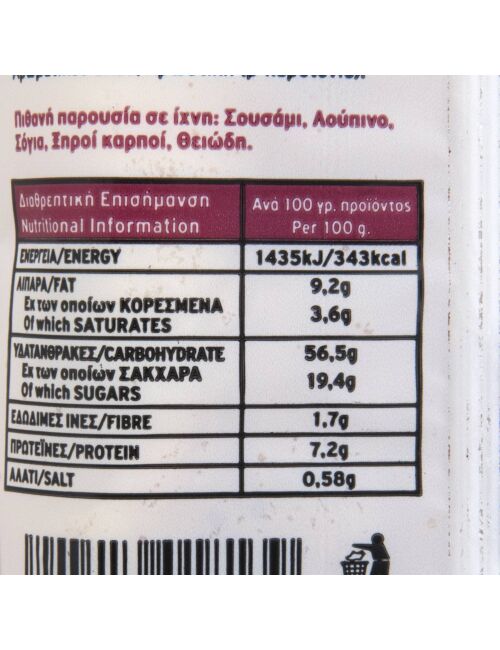 Πιθανή παρουσία σε ίχνη: Σουσάμι, Λούπινο,
Σόγια, Ξηροί καρποί, Θειώδη.
Διαθρεπτική Επισήμανση
Nutritional Information
Ανά 100 γρ. προϊόντος
Per 100 g.
ΕΝΕΡΓΕΙΑ/ENERGY 1435kJ/343kcal
ΛΙΠΑΡΑ/FAT 9,2g
Εκ των οποίων ΚΟΡΕΣΜΕΝΑ
Of which SATURATES 3,6g
ΥΔΑΤΑΝΘΡΑΚΕΣ/CARBOHYDRATE 56,5g
Εκ των οποίων ΣΑΚΧΑΡΑ
Of which SUGARS 19,4g
ΕΔΩΔΙΜΕΣ ΙΝΕΣ/FIBRE 1,7g
ΠΡΩΤΕΪΝΕΣ/PROTEIN 7,2g
ΑΛΑΤΙ/SALT 0,58g